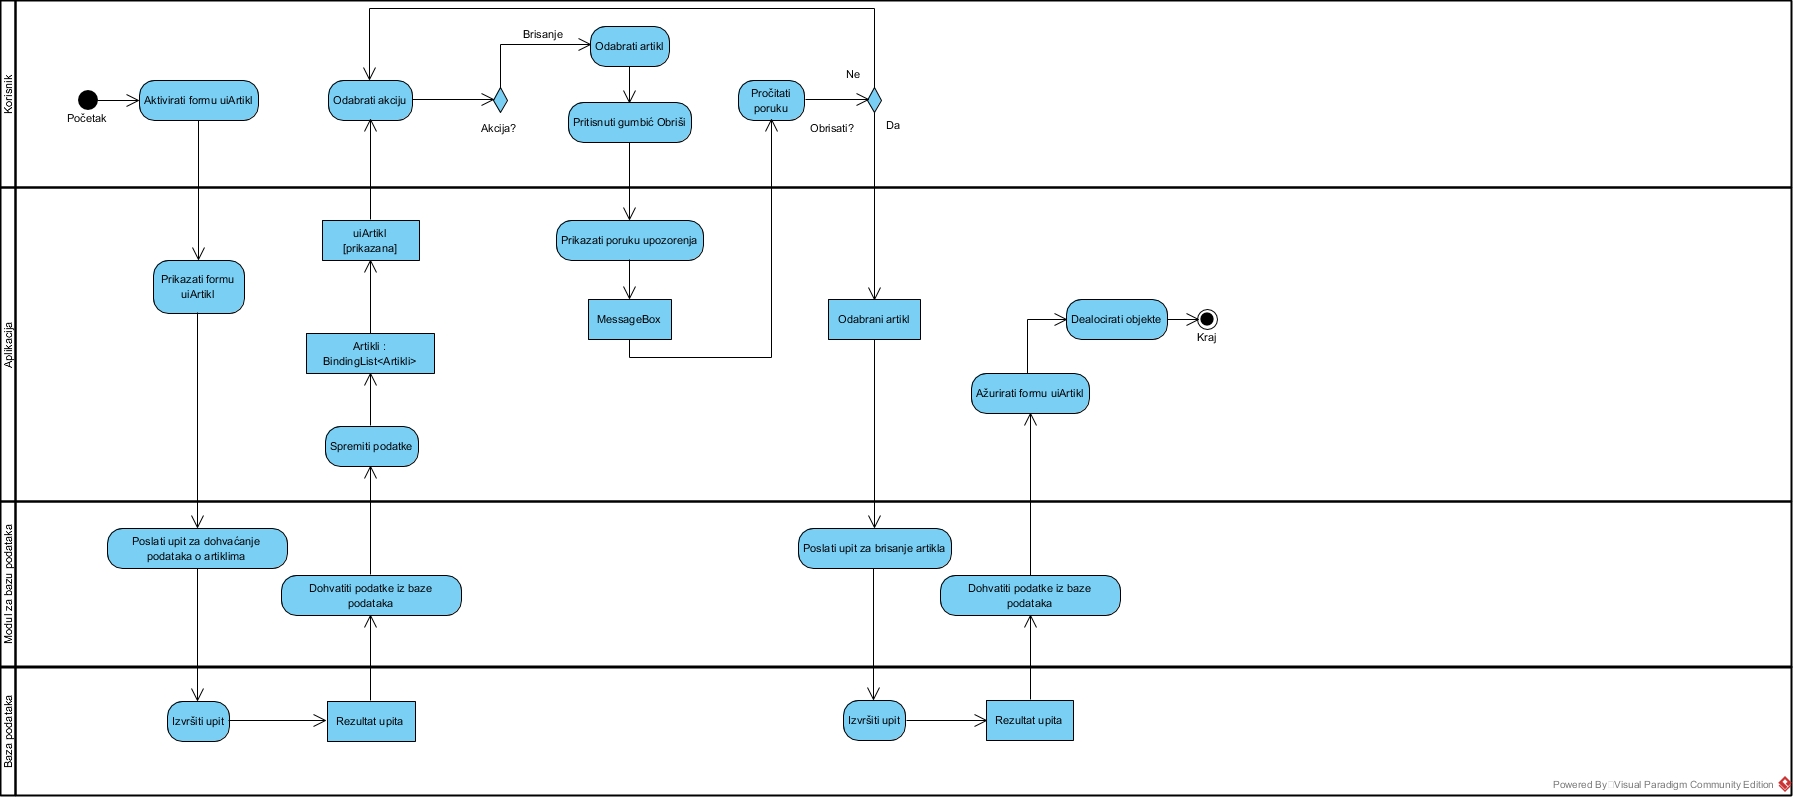 Korisnik
Početak
Aktivirati formu uiArtikl
Odabrati akciju
Akcija?
Brisanje
Odabrati artikl
Pritisnuti gumbić Obriši
Pročitati
poruku
Obrisati?
Ne
Da
Aplikacija
Prikazati formu
uiArtikl
uiArtikl
[prikazana]
Artikli :
BindingList<Artikli>
Spremiti podatke
Prikazati poruku upozorenja
MessageBox
Odabrani artikl
Ažurirati formu uiArtikl
Dealocirati objekte
Kraj
Modul za bazu podataka
Poslati upit za dohvaćanje
podataka o artiklima
Dohvatiti podatke iz baze
podataka
Poslati upit za brisanje artikla
Dohvatiti podatke iz baze
podataka
Baza podataka
Izvršiti upit
Rezultat upita
Izvršiti upit
Rezultat upita
Powered By Visual Paradigm Community Edition